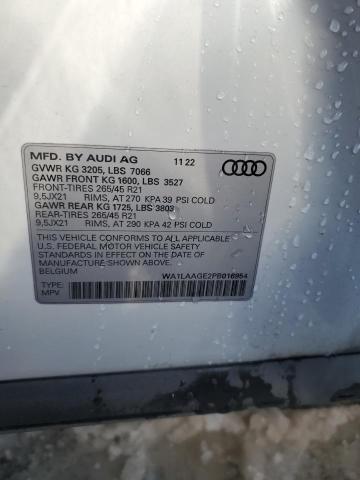 MFD. BY AUDI AG 11 22
GVWR KG 3205, LBS 7066
GAWR FRONT KG 1600, LBS 3527
FRONT-TIRES 265/45 R21
9,5JX21 RIMS, AT 270 KPA 39 PSI COLD
GAWR REAR KG 1725, LBS 3803
REAR-TIRES 265/45 R21
9,5JX21 RIMS, AT 290 KPA 42 PSI COLD
THIS VEHICLE CONFORMS TO ALL APPLICABLE
U.S. FEDERAL MOTOR VEHICLE SAFETY
STANDARDS IN EFFECT ON THE DATE OF
MANUFACTURE SHOWN ABOVE.
BELGIUM
WA1LAAGE2PB016954
TYPE:
MPV